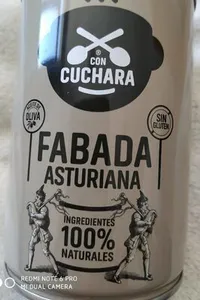 ®
CON
CUCHARA
ACEITE DE
OLIVA
SIN
GLUTEN
FABADA
ASTURIANA
INGREDIENTES
100%
NATURALES
REDMI NOTE 6 PRO
MI DUAL CAMERA